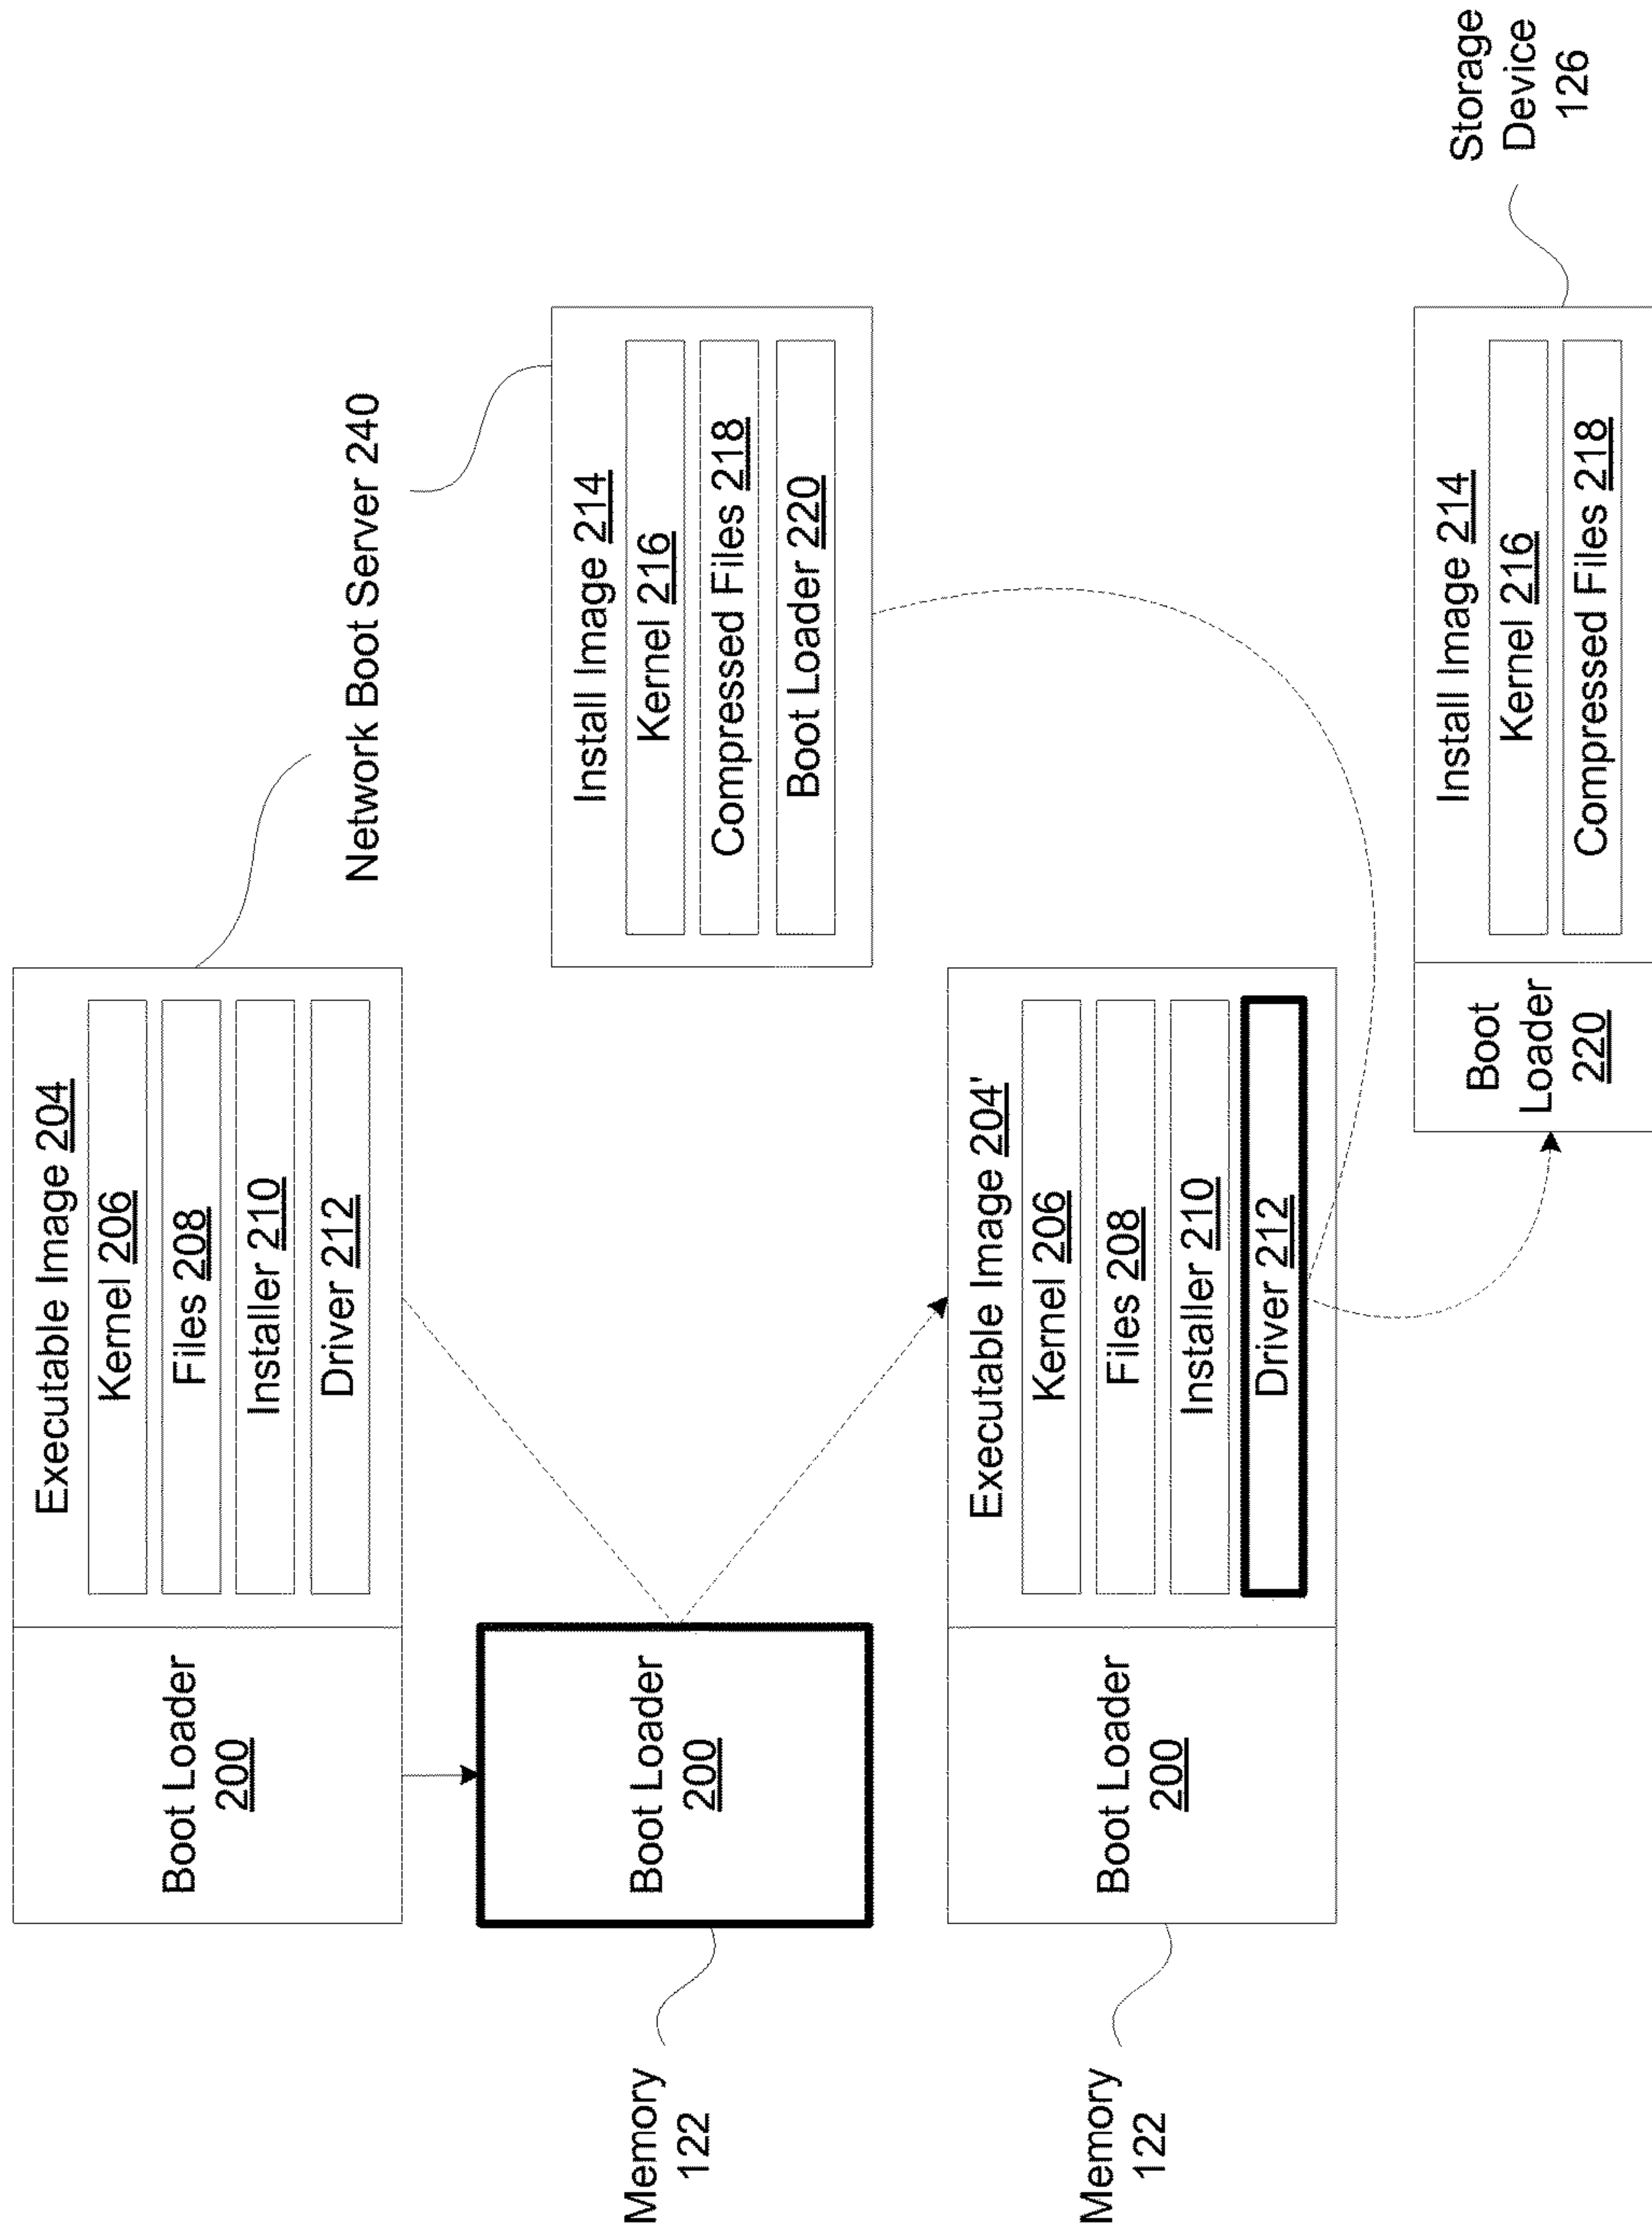 Boot Loader
200
Executable Image 204
Kernel 206
Files 208
Installer 210
Driver 212
Network Boot Server 240
Memory
122
Boot Loader
200
Install Image 214
Kernel 216
Compressed Files 218
Boot Loader 220
Memory
122
Boot Loader
200
Executable Image 204'
Kernel 206
Files 208
Installer 210
Driver 212
Boot
Loader
220
Install Image 214
Kernel 216
Compressed Files 218
Storage
Device
126